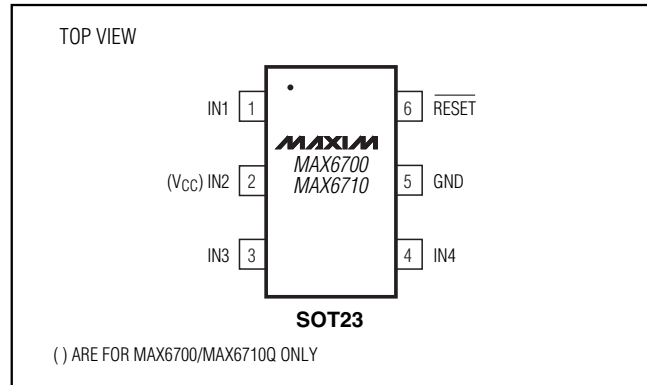 TOP VIEW
IN1 1
6 RESET
MAXIM
MAX6700
MAX6710
(VCC) IN2 2
5 GND
IN3 3
4 IN4
SOT23
( ) ARE FOR MAX6700/MAX6710Q ONLY